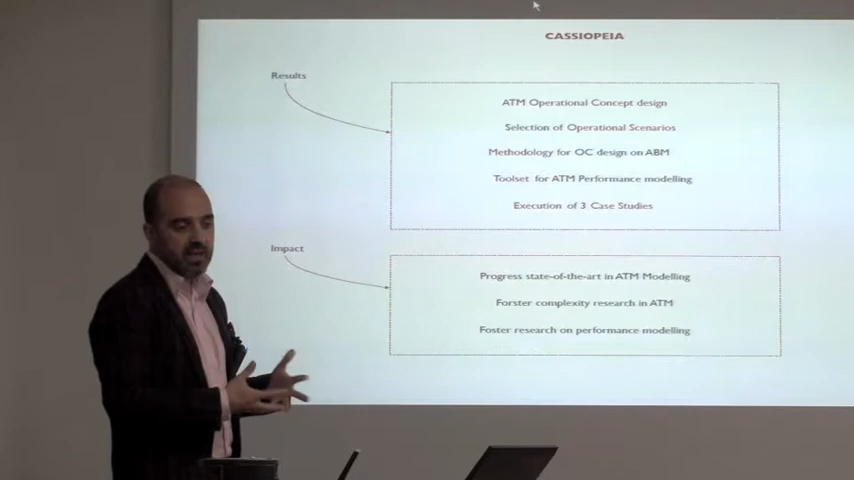 CASSIOPEIA
Results
ATM Operational Concept design
Selection of Operational Scenarios
Methodology for OC design on ABM
Toolset for ATM Performance modelling
Execution of 3 Case Studies
Impact
Progress state-of-the-art in ATM Modelling
Forster complexity research in ATM
Foster research on performance modelling